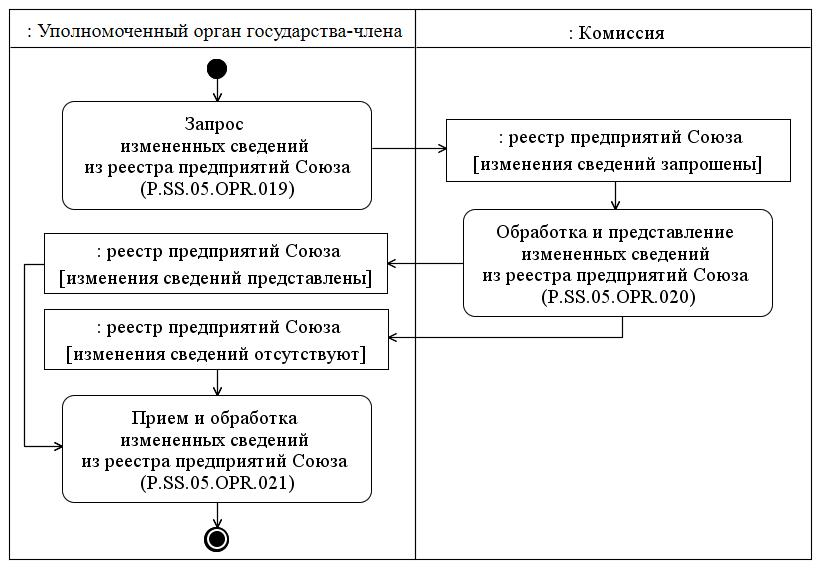 : Уполномоченный орган государства-члена
: Комиссия
Запрос
измененных сведений
из реестра предприятий Союза
(P.SS.05.OPR.019)
: реестр предприятий Союза
[изменения сведений запрошены]
Обработка и представление
измененных сведений
из реестра предприятий Союза
(P.SS.05.OPR.020)
: реестр предприятий Союза
[изменения сведений представлены]
: реестр предприятий Союза
[изменения сведений отсутствуют]
Прием и обработка
измененных сведений
из реестра предприятий Союза
(P.SS.05.OPR.021)